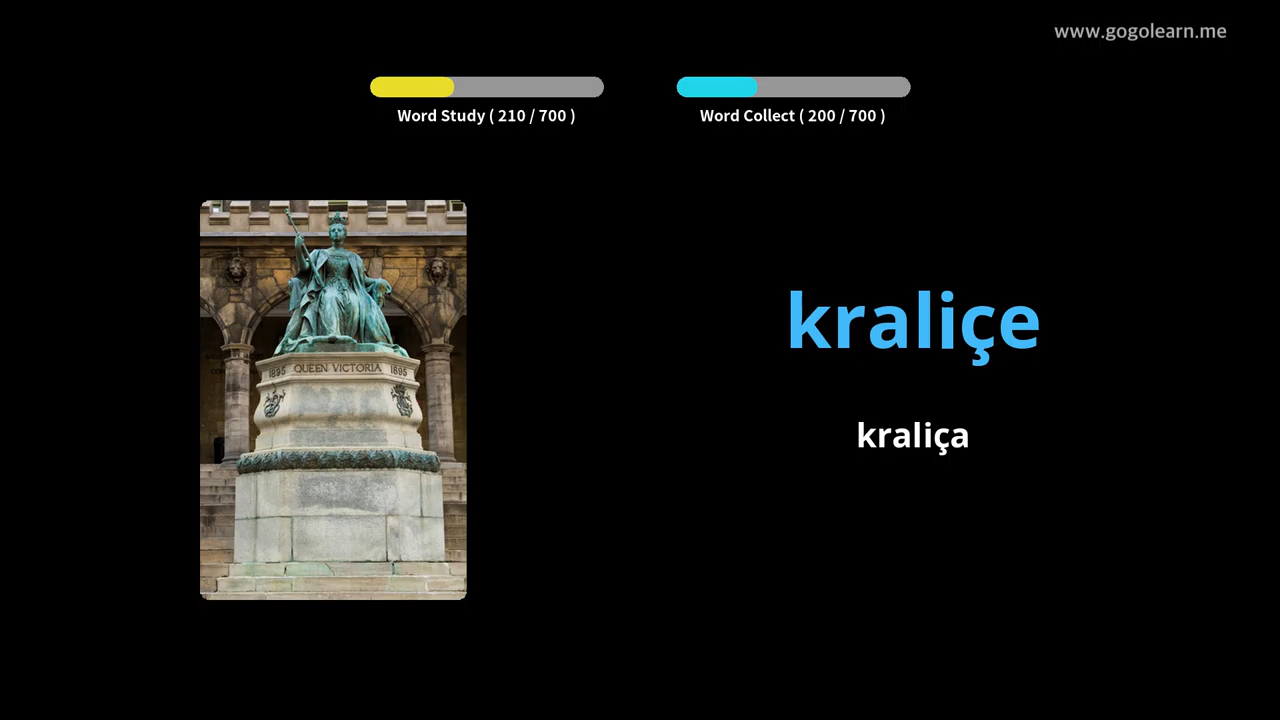 www.gogolearn.me
Word Study ( 210 / 700 )
Word Collect ( 200 / 700 )
1895 QUEEN VICTORIA 1895
kraliçe
kraliça